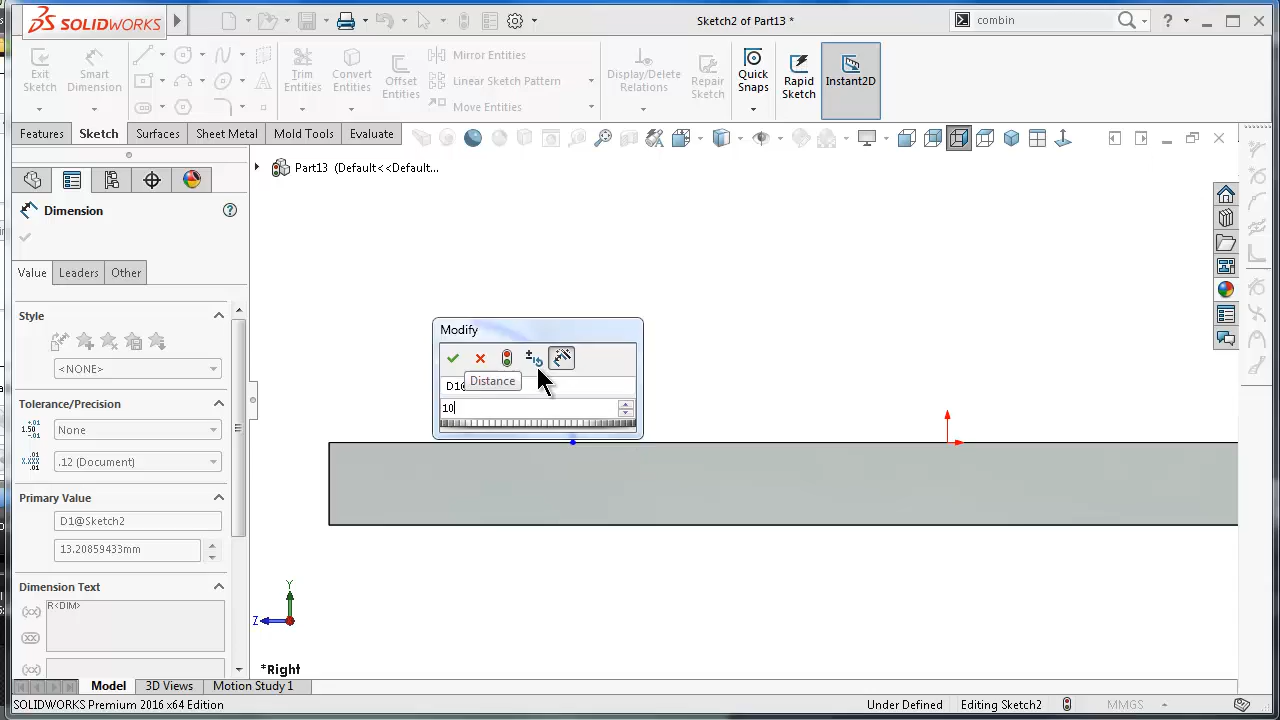 SOLIDWORKS
Sketch2 of Part13 *
combin
Exit Sketch
Smart Dimension
Trim Entities
Convert Entities
Offset Entities
Mirror Entities
Linear Sketch Pattern
Move Entities
Display/Delete Relations
Repair Sketch
Quick Snaps
Rapid Sketch
Instant2D
Features
Sketch
Surfaces
Sheet Metal
Mold Tools
Evaluate
Part13 (Default<<Default...
Dimension
Value
Leaders
Other
Style
<NONE>
Tolerance/Precision
None
.12 (Document)
Primary Value
D1@Sketch2
13.20859433mm
Dimension Text
R<DIM>
Modify
D1@
Distance
10
Y
Z
*Right
Model
3D Views
Motion Study 1
SOLIDWORKS Premium 2016 x64 Edition
Under Defined
Editing Sketch2
MMGS